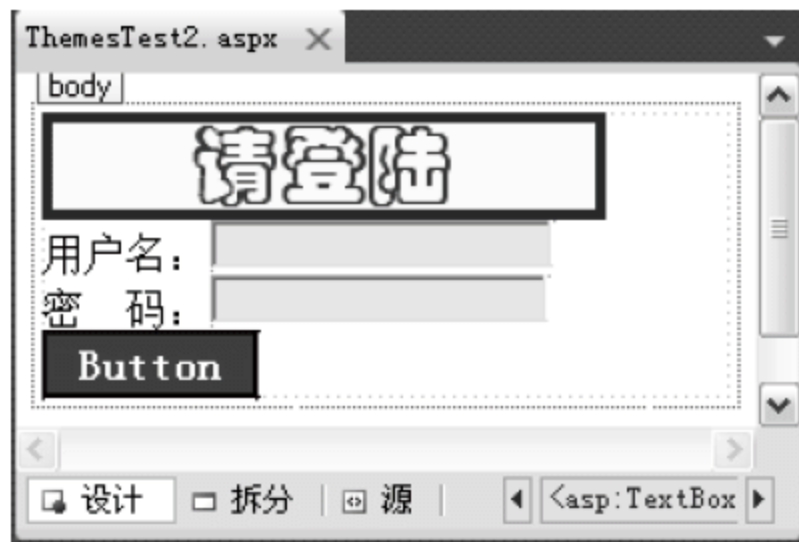 ThemesTest2.aspx
body
请登陆
用户名：
密 码：
Button
设计 拆分 源 <asp:TextBox